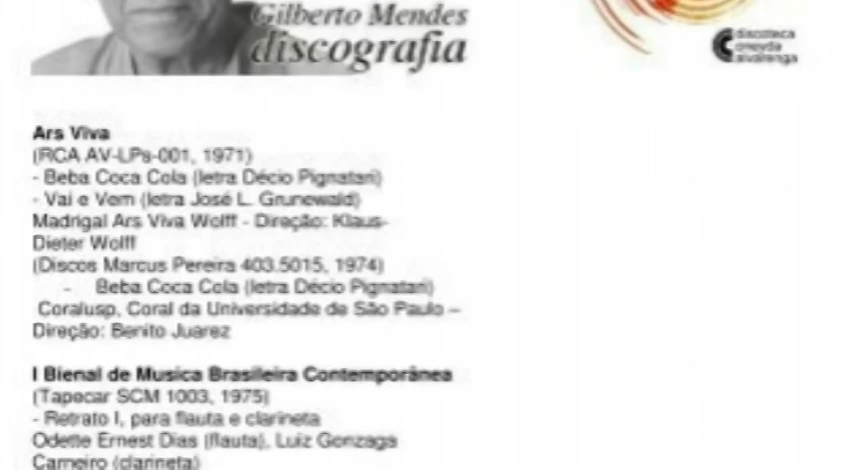 Gilberto Mendes
discografia
discoteca
oneyda
alvarenga
Ars Viva
(RCA AV-LPs-001, 1971)
- Beba Coca Cola (letra Décio Pignatari)
- Vai e Vem (letra José L. Grunewald)
Madrigal Ars Viva Wolff - Direção: Klaus-
Dieter Wolff
(Discos Marcus Pereira 403.5015, 1974)
- Beba Coca Cola (letra Décio Pignatari)
Coralusp, Coral da Universidade de São Paulo –
Direção: Benito Juarez
I Bienal de Musica Brasileira Contemporânea
(Tapecar SCM 1003, 1975)
- Retrato I, para flauta e clarineta
Odette Ernest Dias (flauta), Luiz Gonzaga
Carneiro (clarineta)